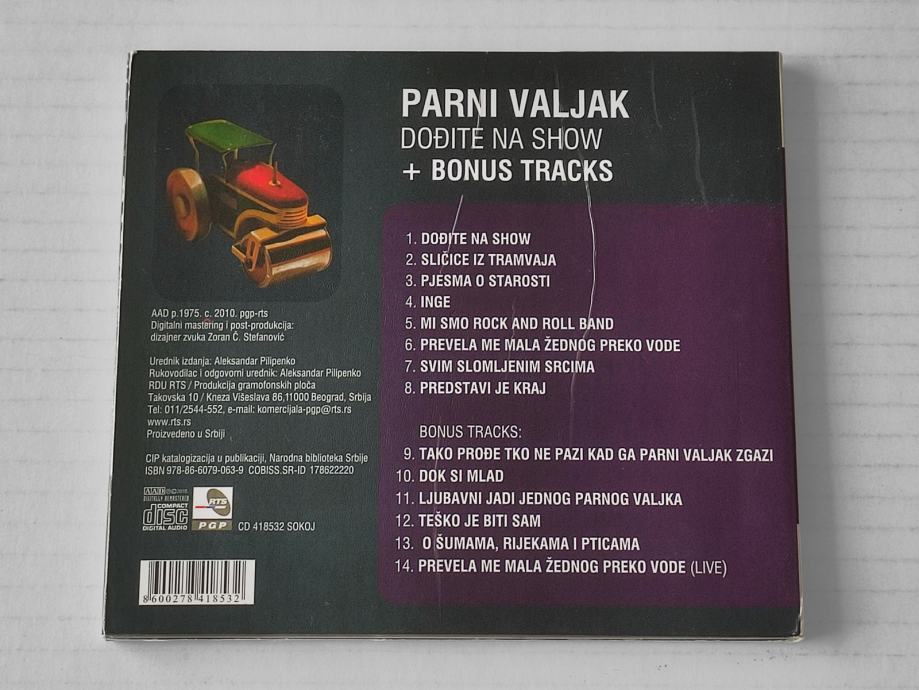 PARNI VALJAK
DOĐITE NA SHOW
+ BONUS TRACKS
1. DOĐITE NA SHOW
2. SLIČICE IZ TRAMVAJA
3. PJESMA O STAROSTI
4. INGE
5. MI SMO ROCK AND ROLL BAND
6. PREVELA ME MALA ŽEDNOG PREKO VODE
7. SVIM SLOMLJENIM SRCIMA
8. PREDSTAVI JE KRAJ
BONUS TRACKS:
9. TAKO PROĐE TKO NE PAZI KAD GA PARNI VALJAK ZGAZI
10. DOK SI MLAD
11. LJUBAVNI JADI JEDNOG PARNOG VALJKA
12. TEŠKO JE BITI SAM
13. O ŠUMAMA, RIJEKAMA I PTICAMA
14. PREVELA ME MALA ŽEDNOG PREKO VODE (LIVE)
AAD p.1975. c. 2010. pgp-rts
Digitalni mastering i post-produkcija:
dizajner zvuka Zoran Č. Stefanović
Urednik izdanja: Aleksandar Pilipenko
Rukovodilac i odgovorni urednik: Aleksandar Pilipenko
RDU RTS / Produkcija gramofonskih ploča
Takovska 10 / Kneza Višeslava 86,11000 Beograd, Srbija
Tel: 011/2544-552, e-mail: komercijala-pgp@rts.rs
www.rts.rs
Proizvedeno u Srbiji
CIP katalogizacija u publikaciji, Narodna biblioteka Srbije
ISBN 978-86-6079-063-9 COBISS.SR-ID 178622220
AAD ℗©2010.
DIGITALLY REMASTERED
COMPACT
disc
DIGITAL AUDIO
RTS
PGP
CD 418532 SOKOJ
8600278418532